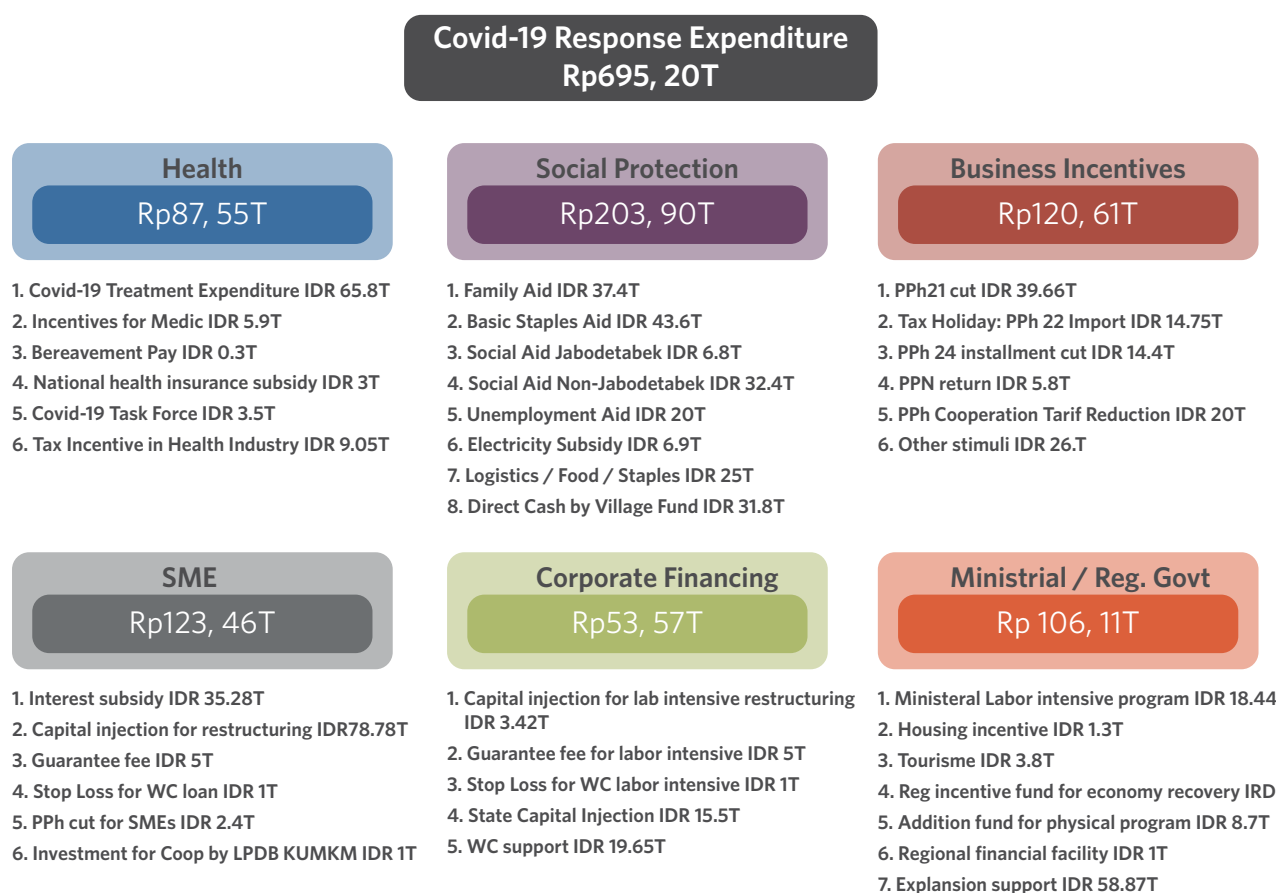 Covid-19 Response Expenditure
Rp695, 20T
Health
Rp87, 55T
1. Covid-19 Treatment Expenditure IDR 65.8T
2. Incentives for Medic IDR 5.9T
3. Bereavement Pay IDR 0.3T
4. National health insurance subsidy IDR 3T
5. Covid-19 Task Force IDR 3.5T
6. Tax Incentive in Health Industry IDR 9.05T
Social Protection
Rp203, 90T
1. Family Aid IDR 37.4T
2. Basic Staples Aid IDR 43.6T
3. Social Aid Jabodetabek IDR 6.8T
4. Social Aid Non-Jabodetabek IDR 32.4T
5. Unemployment Aid IDR 20T
6. Electricity Subsidy IDR 6.9T
7. Logistics / Food / Staples IDR 25T
8. Direct Cash by Village Fund IDR 31.8T
Business Incentives
Rp120, 61T
1. PPh21 cut IDR 39.66T
2. Tax Holiday: PPh 22 Import IDR 14.75T
3. PPh 24 installment cut IDR 14.4T
4. PPN return IDR 5.8T
5. PPh Cooperation Tarif Reduction IDR 20T
6. Other stimuli IDR 26.T
SME
Rp123, 46T
1. Interest subsidy IDR 35.28T
2. Capital injection for restructuring IDR78.78T
3. Guarantee fee IDR 5T
4. Stop Loss for WC loan IDR 1T
5. PPh cut for SMEs IDR 2.4T
6. Investment for Coop by LPDB KUMKM IDR 1T
Corporate Financing
Rp53, 57T
1. Capital injection for lab intensive restructuring
IDR 3.42T
2. Guarantee fee for labor intensive IDR 5T
3. Stop Loss for WC labor intensive IDR 1T
4. State Capital Injection IDR 15.5T
5. WC support IDR 19.65T
Ministrial / Reg. Govt
Rp 106, 11T
1. Ministeral Labor intensive program IDR 18.44
2. Housing incentive IDR 1.3T
3. Tourisme IDR 3.8T
4. Reg incentive fund for economy recovery IRD
5. Addition fund for physical program IDR 8.7T
6. Regional financial facility IDR 1T
7. Explansion support IDR 58.87T